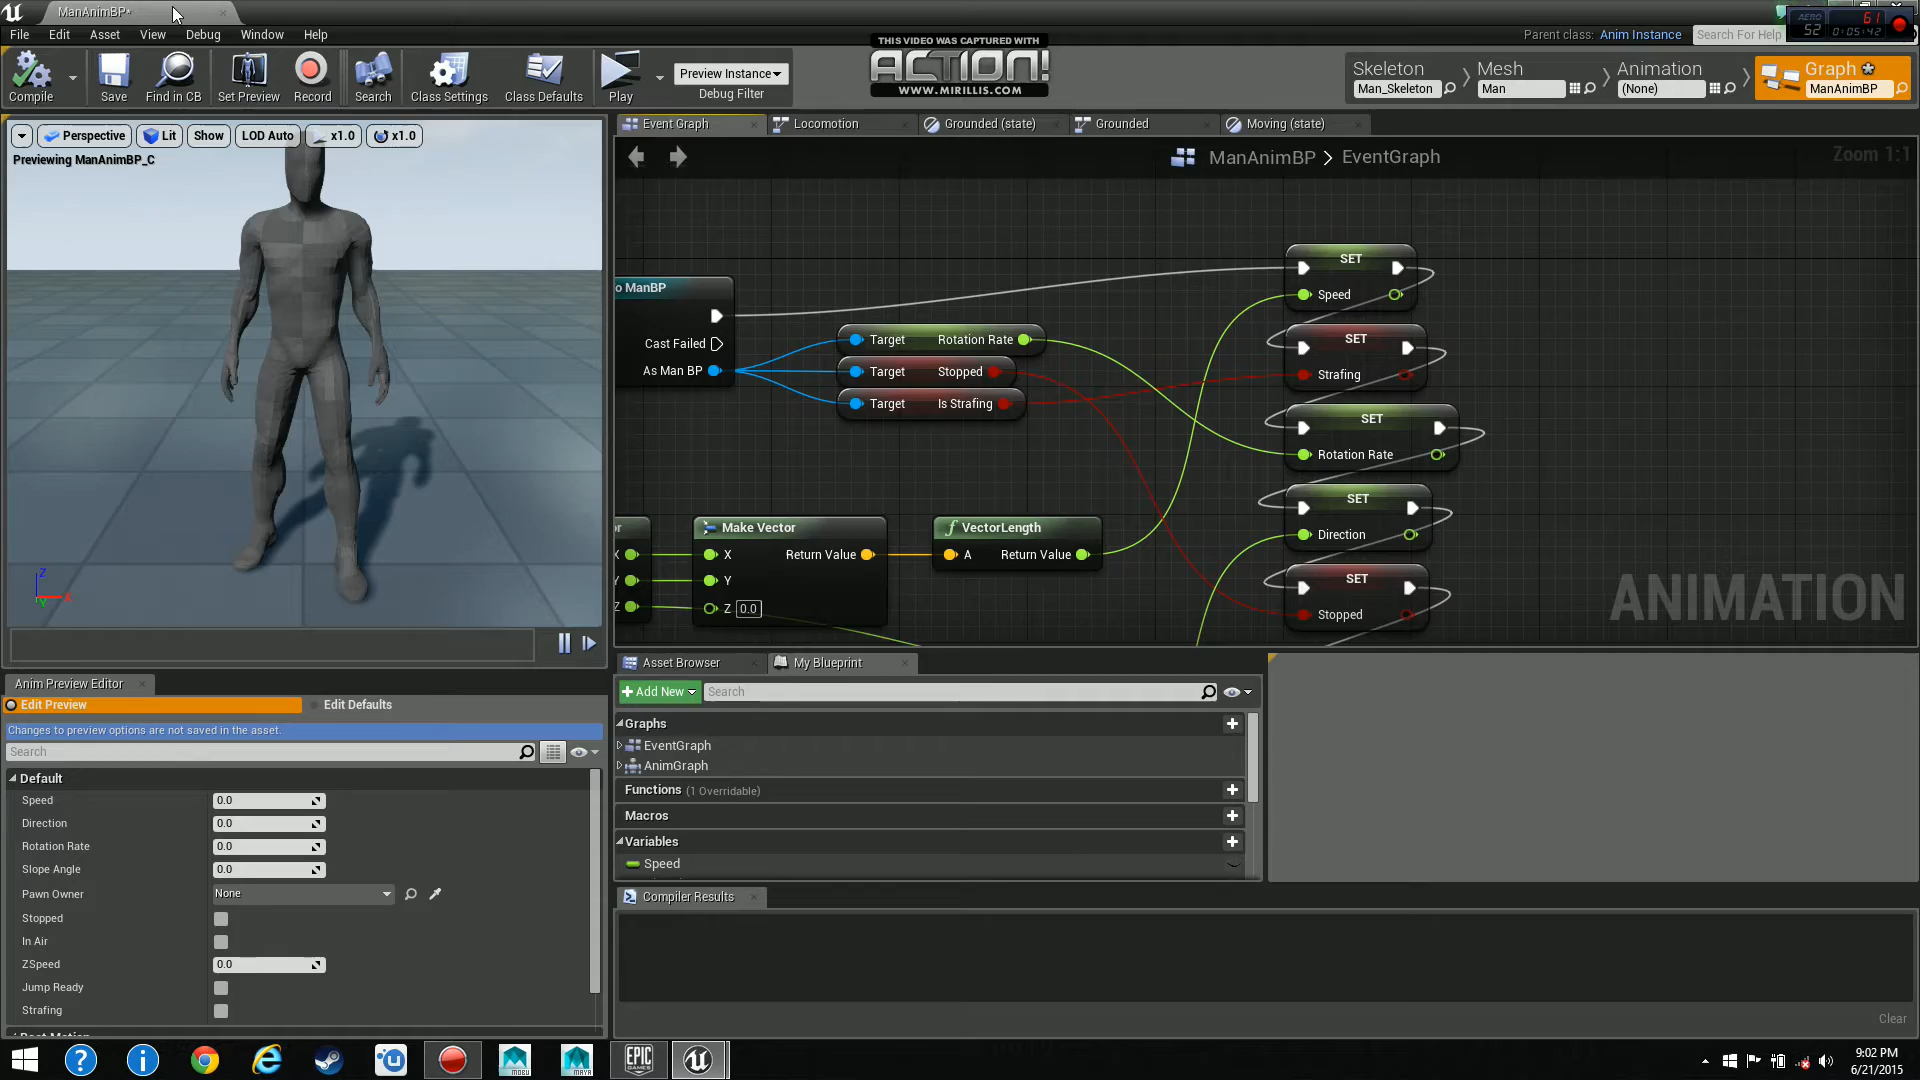 ManAnimBP*
File Edit Asset View Debug Window Help
Parent class: Anim Instance
Search For Help
AERO
52
61
0:05:42
Compile
Save
Find in CB
Set Preview
Record
Search
Class Settings
Class Defaults
Play
Preview Instance
Debug Filter
THIS VIDEO WAS CAPTURED WITH
ACTION!
WWW.MIRILLIS.COM
Skeleton
Man_Skeleton
Mesh
Man
Animation
(None)
Graph
ManAnimBP
Perspective Lit Show LOD Auto x1.0 x1.0
Previewing ManAnimBP_C
Z
X
Y
Event Graph Locomotion Grounded (state) Grounded Moving (state)
ManAnimBP > EventGraph
Zoom 1:1
o ManBP
Cast Failed
As Man BP
Target Rotation Rate
Target Stopped
Target Is Strafing
SET
Speed
SET
Strafing
SET
Rotation Rate
SET
Direction
SET
Stopped
or
X
Y
Z
Make Vector
X Return Value
Y
Z 0.0
VectorLength
A Return Value
ANIMATION
Anim Preview Editor
Edit Preview Edit Defaults
Changes to preview options are not saved in the asset.
Search
Default
Speed 0.0
Direction 0.0
Rotation Rate 0.0
Slope Angle 0.0
Pawn Owner None
Stopped
In Air
ZSpeed 0.0
Jump Ready
Strafing
Asset Browser My Blueprint
Add New Search
Graphs
EventGraph
AnimGraph
Functions (1 Overridable)
Macros
Variables
Speed
Compiler Results
Clear
MOBU
MAYA
EPIC
GAMES
9:02 PM
6/21/2015